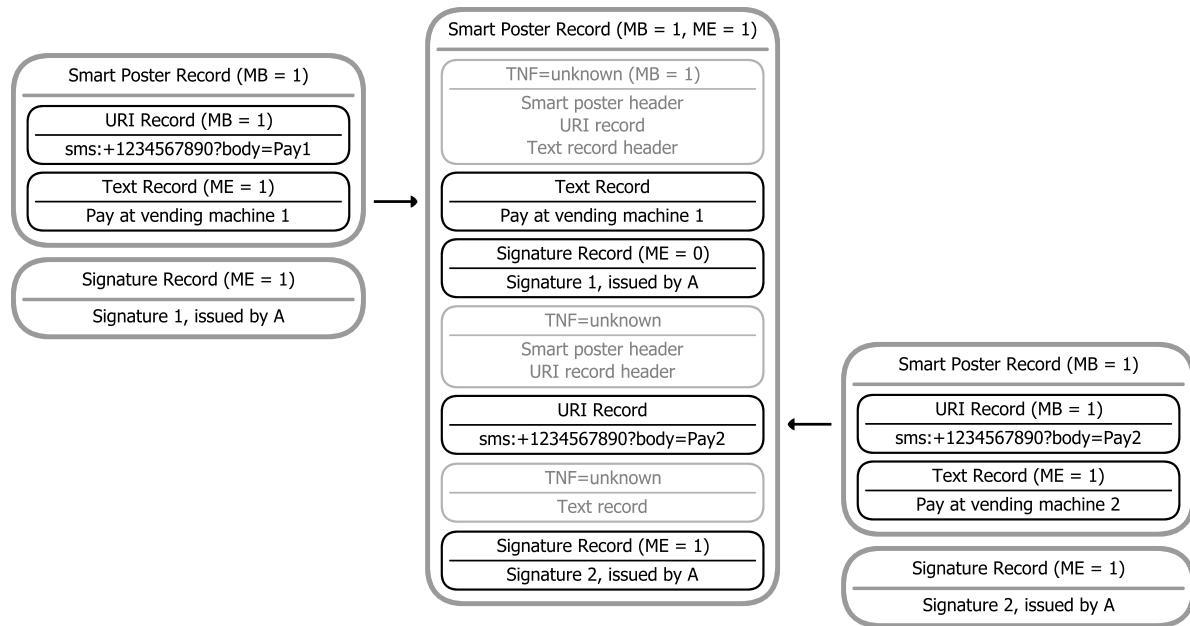 Smart Poster Record (MB = 1)
URI Record (MB = 1)
sms:+1234567890?body=Pay1
Text Record (ME = 1)
Pay at vending machine 1
Signature Record (ME = 1)
Signature 1, issued by A
Smart Poster Record (MB = 1, ME = 1)
TNF=unknown (MB = 1)
Smart poster header
URI record
Text record header
Text Record
Pay at vending machine 1
Signature Record (ME = 0)
Signature 1, issued by A
TNF=unknown
Smart poster header
URI record header
URI Record
sms:+1234567890?body=Pay2
TNF=unknown
Text record
Signature Record (ME = 1)
Signature 2, issued by A
Smart Poster Record (MB = 1)
URI Record (MB = 1)
sms:+1234567890?body=Pay2
Text Record (ME = 1)
Pay at vending machine 2
Signature Record (ME = 1)
Signature 2, issued by A